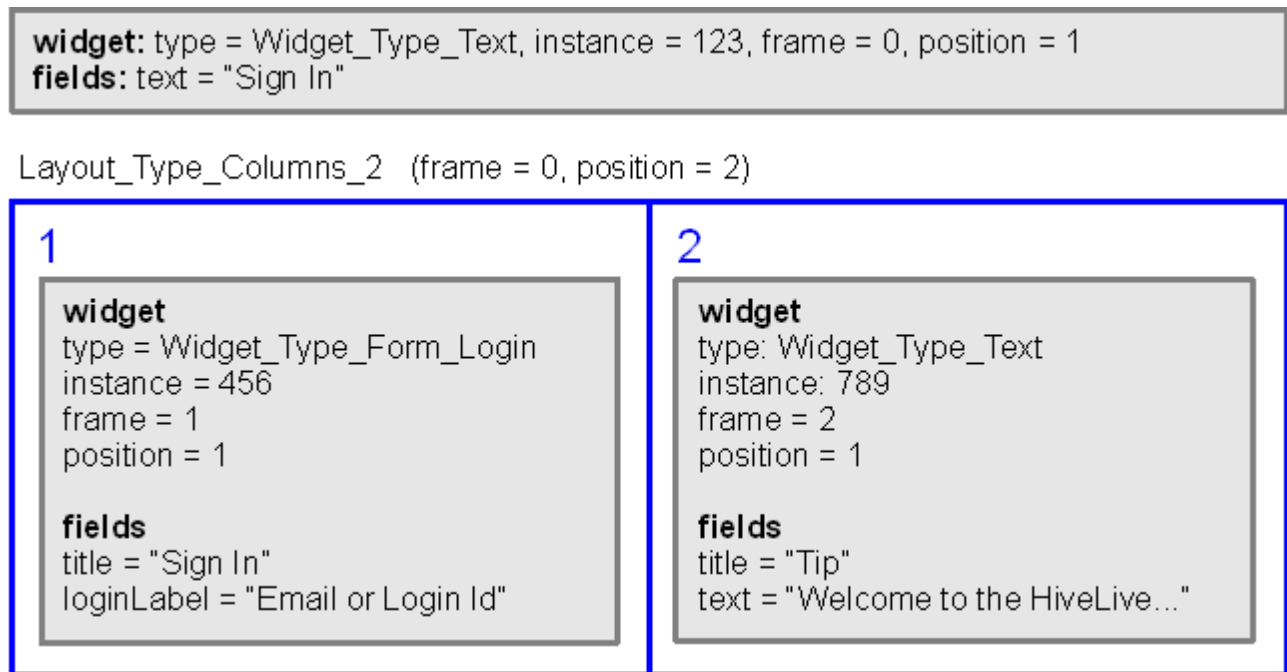 widget: type = Widget_Type_Text, instance = 123, frame = 0, position = 1
fields: text = "Sign In"
Layout_Type_Columns_2 (frame = 0, position = 2)
1
widget
type = Widget_Type_Form_Login
instance = 456
frame = 1
position = 1
fields
title = "Sign In"
loginLabel = "Email or Login Id"
2
widget
type: Widget_Type_Text
instance: 789
frame = 2
position = 1
fields
title = "Tip"
text = "Welcome to the HiveLive..."